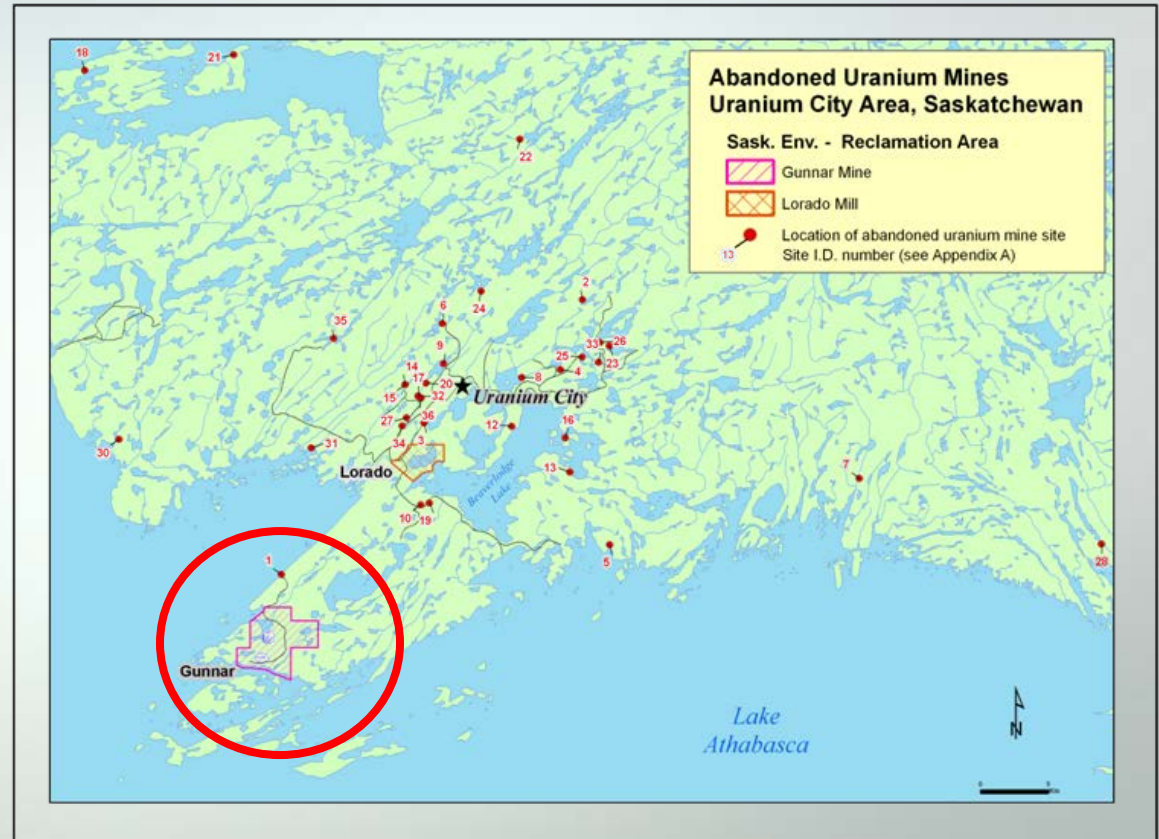 Abandoned Uranium Mines
Uranium City Area, Saskatchewan
Sask. Env. - Reclamation Area
Gunnar Mine
Lorado Mill
Location of abandoned uranium mine site
13
Site I.D. number (see Appendix A)
18
21
22
2
24
6
35
33
26
9
25
23
14
17
20
8
4
15
32
Uranium City
27
36
12
16
34
3
30
31
Lorado
13
7
Beaverlodge
Lake
10
19
5
28
1
Gunnar
Lake
Athabasca
N
0